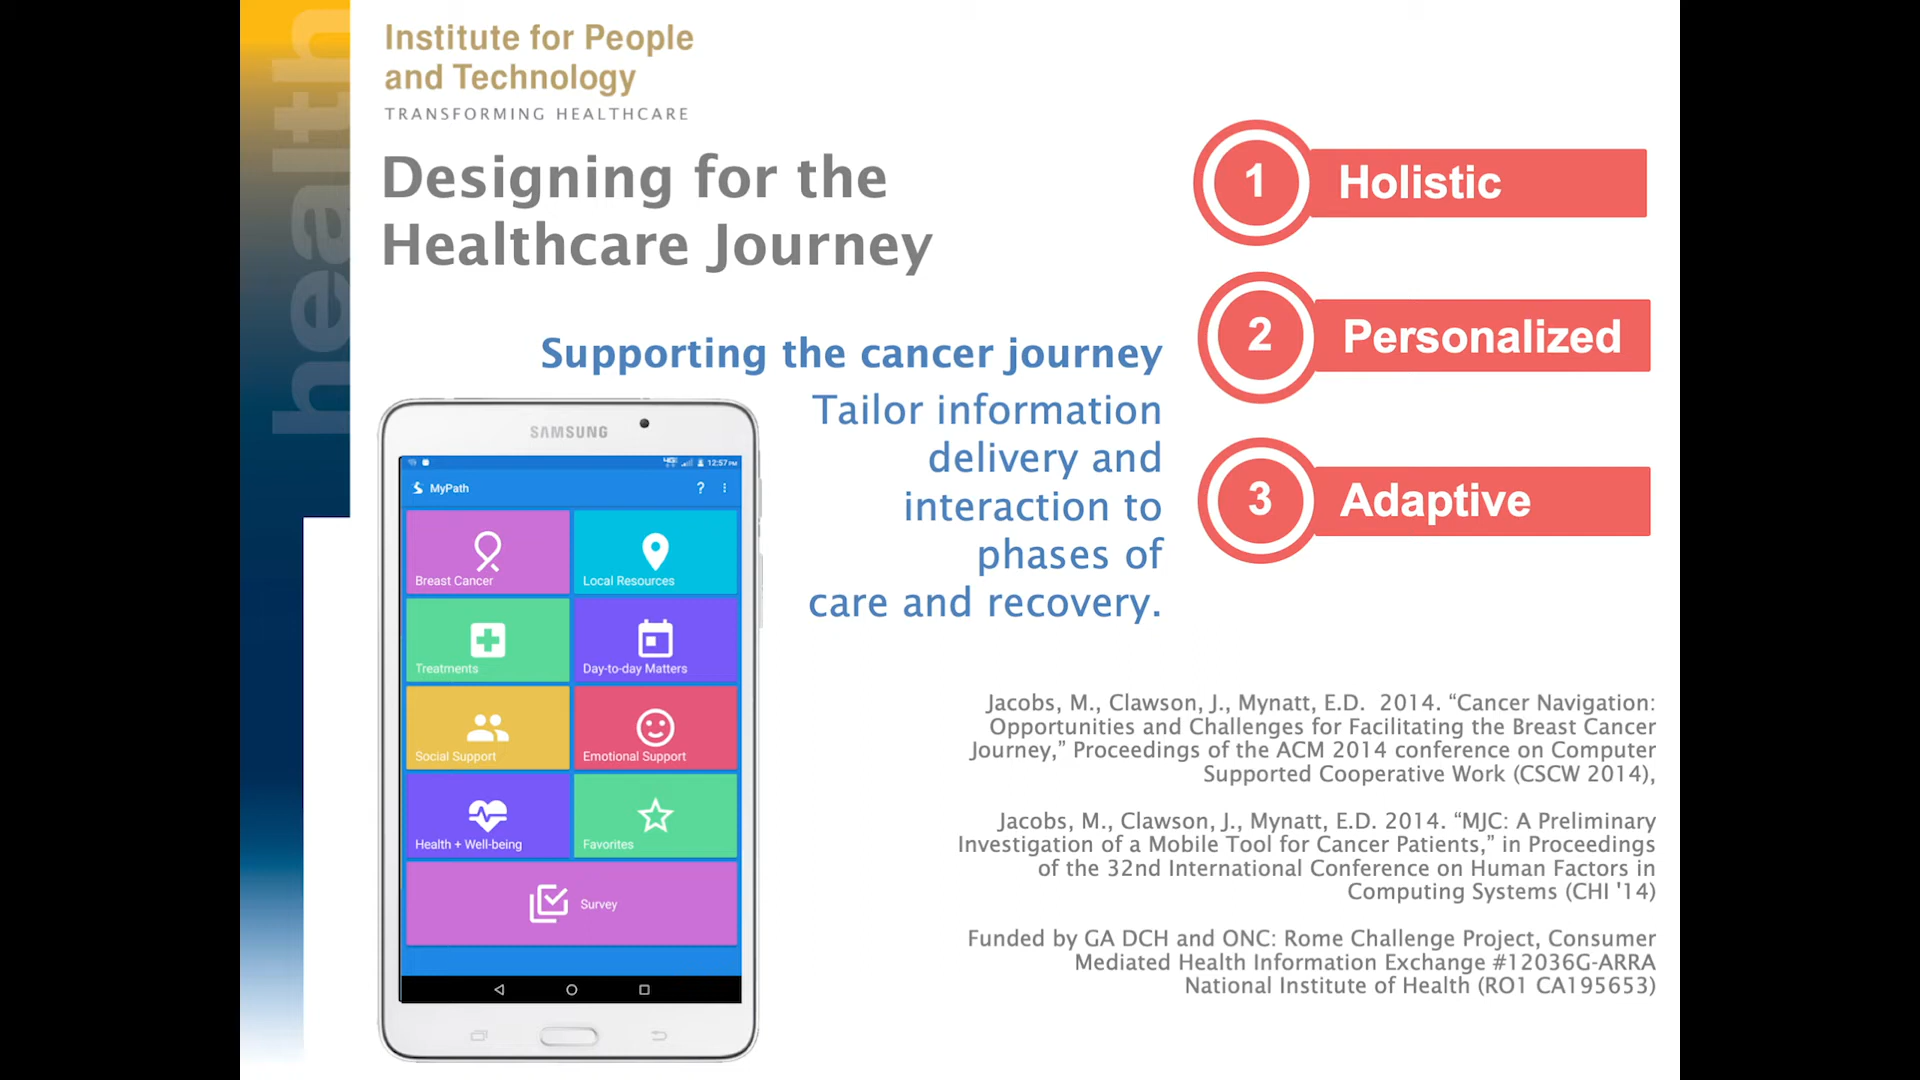 health
Institute for People
and Technology
TRANSFORMING HEALTHCARE
Designing for the
Healthcare Journey
1 Holistic
2 Personalized
3 Adaptive
Supporting the cancer journey
Tailor information
delivery and
interaction to
phases of
care and recovery.
SAMSUNG
4G 12:57 PM
MyPath ?
Breast Cancer
Local Resources
Treatments
Day-to-day Matters
Social Support
Emotional Support
Health + Well-being
Favorites
Survey
Jacobs, M., Clawson, J., Mynatt, E.D. 2014. “Cancer Navigation:
Opportunities and Challenges for Facilitating the Breast Cancer
Journey,” Proceedings of the ACM 2014 conference on Computer
Supported Cooperative Work (CSCW 2014),
Jacobs, M., Clawson, J., Mynatt, E.D. 2014. “MJC: A Preliminary
Investigation of a Mobile Tool for Cancer Patients,” in Proceedings
of the 32nd International Conference on Human Factors in
Computing Systems (CHI '14)
Funded by GA DCH and ONC: Rome Challenge Project, Consumer
Mediated Health Information Exchange #12036G-ARRA
National Institute of Health (RO1 CA195653)